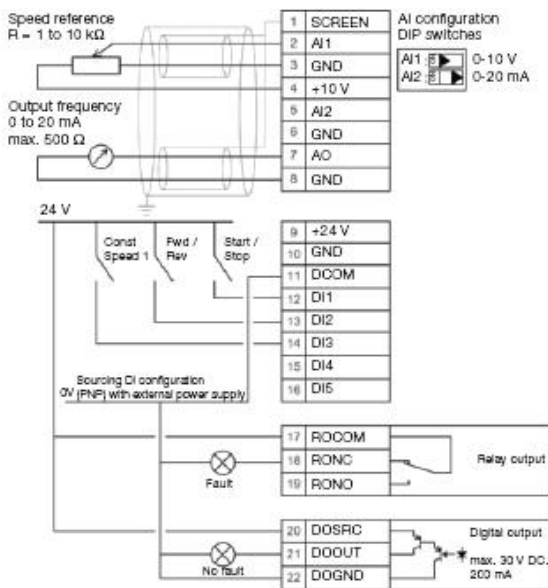 Speed reference
R = 1 to 10 kΩ
1 SCREEN
2 AI1
3 GND
4 +10 V
5 AI2
6 GND
7 AO
8 GND
AI configuration
DIP switches
AI1: 0-10 V
AI2: 0-20 mA
Output frequency
0 to 20 mA
max. 500 Ω
24 V
Const
Speed 1
Fwd /
Rev
Start /
Stop
9 +24 V
10 GND
11 DCOM
12 DI1
13 DI2
14 DI3
15 DI4
16 DI5
Sourcing DI configuration
0V (PNP) with external power supply
17 ROCOM
18 RONC
19 RONO
Relay output
Fault
20 DOSRC
21 DOOUT
22 DOGND
Digital output
max. 30 V DC.
200 mA
No fault